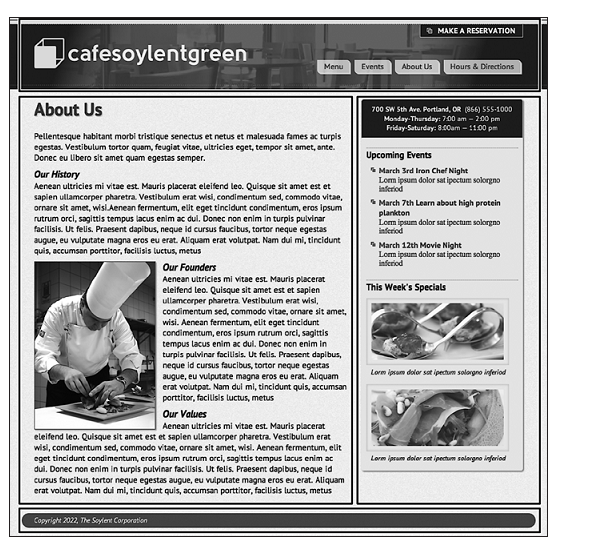 MAKE A RESERVATION
cafesoylentgreen
Menu
Events
About Us
Hours & Directions
About Us
Pellentesque habitant morbi tristique senectus et netus et malesuada fames ac turpis
egestas. Vestibulum tortor quam, feugiat vitae, ultricies eget, tempor sit amet, ante.
Donec eu libero sit amet quam egestas semper.
Our History
Aenean ultricies mi vitae est. Mauris placerat eleifend leo. Quisque sit amet est et
sapien ullamcorper pharetra. Vestibulum erat wisi, condimentum sed, commodo vitae,
ornare sit amet, wisi.Aenean fermentum, elit eget tincidunt condimentum, eros ipsum
rutrum orci, sagittis tempus lacus enim ac dui. Donec non enim in turpis pulvinar
facilisis. Ut felis. Praesent dapibus, neque id cursus faucibus, tortor neque egestas
augue, eu vulputate magna eros eu erat. Aliquam erat volutpat. Nam dui mi, tincidunt
quis, accumsan porttitor, facilisis luctus, metus
Our Founders
Aenean ultricies mi vitae est. Mauris placerat
eleifend leo. Quisque sit amet est et sapien
ullamcorper pharetra. Vestibulum erat wisi,
condimentum sed, commodo vitae, ornare sit amet,
wisi. Aenean fermentum, elit eget tincidunt
condimentum, eros ipsum rutrum orci, sagittis
tempus lacus enim ac dui. Donec non enim in
turpis pulvinar facilisis. Ut felis. Praesent dapibus,
neque id cursus faucibus, tortor neque egestas
augue, eu vulputate magna eros eu erat. Aliquam
erat volutpat. Nam dui mi, tincidunt quis, accumsan
porttitor, facilisis luctus, metus
Our Values
Aenean ultricies mi vitae est. Mauris placerat
eleifend leo. Quisque sit amet est et sapien ullamcorper pharetra. Vestibulum erat
wisi, condimentum sed, commodo vitae, ornare sit amet, wisi. Aenean fermentum, elit
eget tincidunt condimentum, eros ipsum rutrum orci, sagittis tempus lacus enim ac
dui. Donec non enim in turpis pulvinar facilisis. Ut felis. Praesent dapibus, neque id
cursus faucibus, tortor neque egestas augue, eu vulputate magna eros eu erat. Aliquam
erat volutpat. Nam dui mi, tincidunt quis, accumsan porttitor, facilisis luctus, metus
700 SW 5th Ave. Portland, OR (866) 555-1000
Monday-Thursday: 7:00 am — 2:00 pm
Friday-Saturday: 8:00am — 11:00 pm
Upcoming Events
March 3rd Iron Chef Night
Lorn ipsum dolor sat ipectum solorgno
inferiod
March 7th Learn about high protein
plankton
Lorn ipsum dolor sat ipectum solorgno
inferiod
March 12th Movie Night
Lorn ipsum dolor sat ipectum solorgno
inferiod
This Week's Specials
Lorn ipsum dolor sat ipectum solorgno inferiod
Lorn ipsum dolor sat ipectum solorgno inferiod
Copyright 2022, The Soylent Corporation